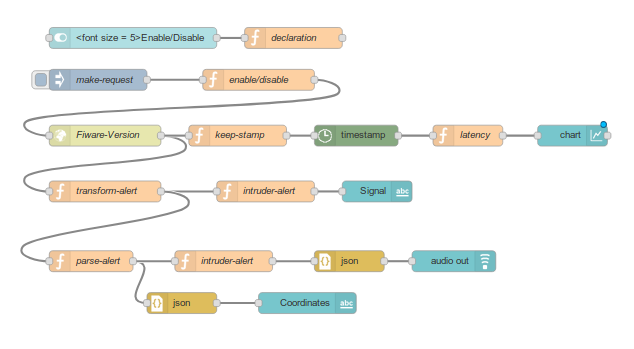 <font size = 5>Enable/Disable declaration
make-request enable/disable
Fiware-Version keep-stamp timestamp latency chart
transform-alert intruder-alert Signal abc
parse-alert intruder-alert json audio out
json Coordinates abc